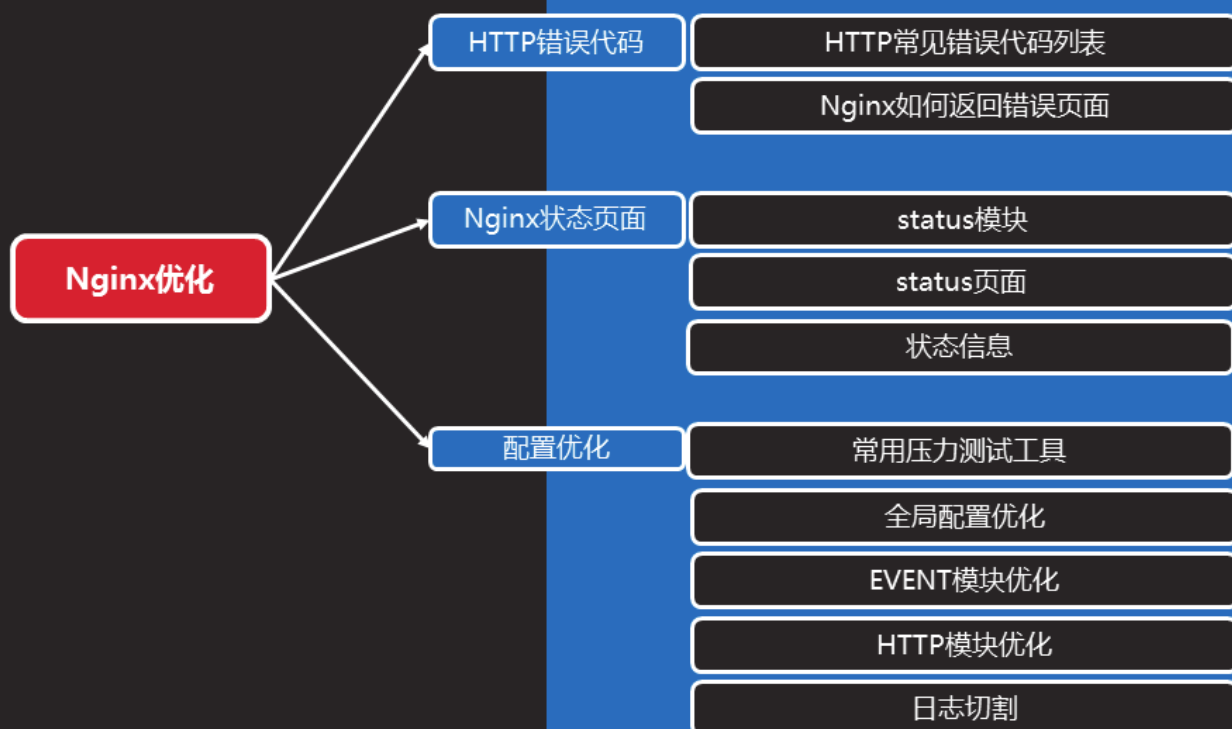 Nginx优化
HTTP错误代码
HTTP常见错误代码列表
Nginx如何返回错误页面
Nginx状态页面
status模块
status页面
状态信息
配置优化
常用压力测试工具
全局配置优化
EVENT模块优化
HTTP模块优化
日志切割